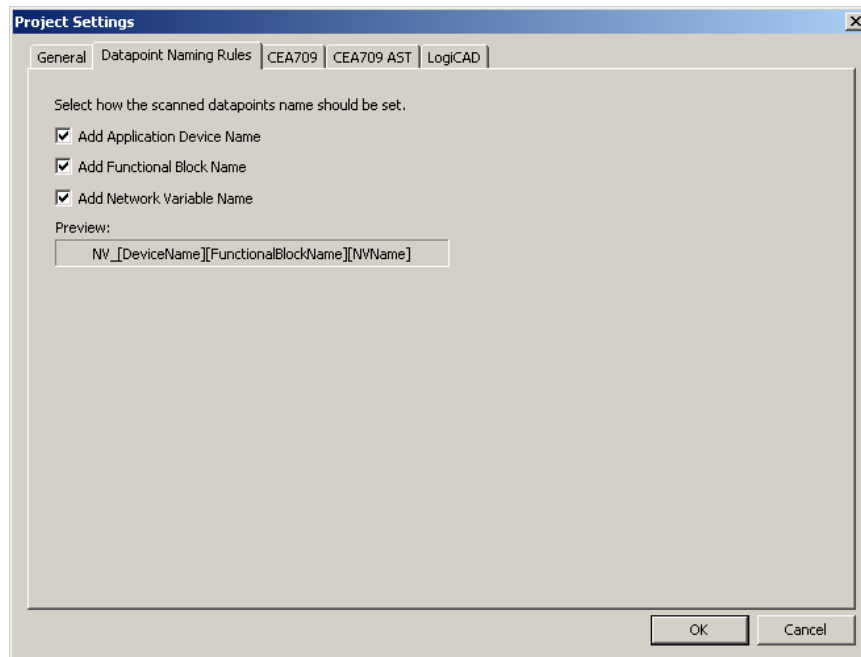 Project Settings
General Datapoint Naming Rules CEA709 CEA709 AST LogiCAD
Select how the scanned datapoints name should be set.
Add Application Device Name
Add Functional Block Name
Add Network Variable Name
Preview:
NV_[DeviceName][FunctionalBlockName][NVName]
OK Cancel